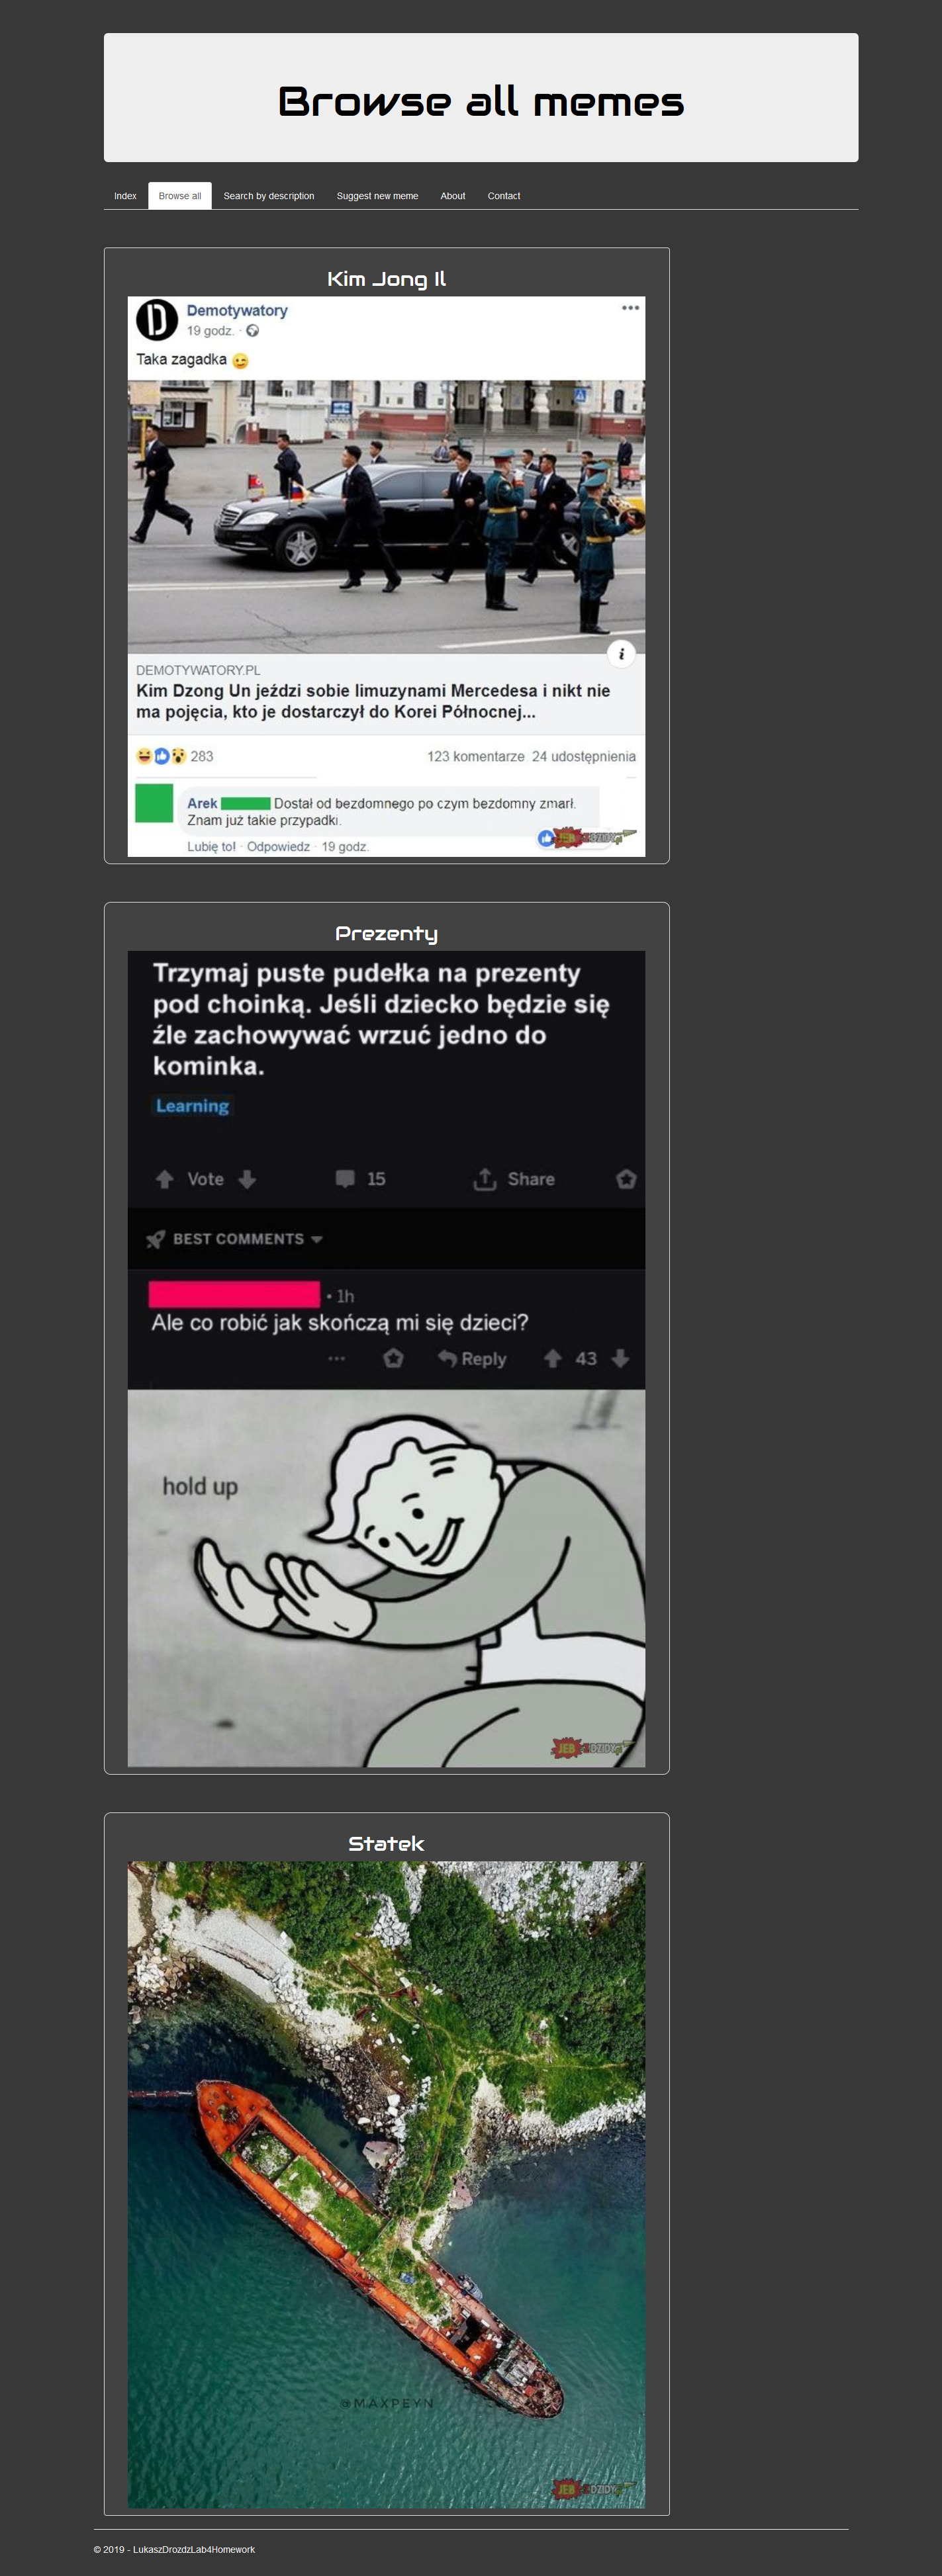 Browse all memes
Index
Browse all
Search by description
Suggest new meme
About
Contact
Kim Jong Il
Demotywatory
19 godz. ·
Taka zagadka 😉
DEMOTYWATORY.PL
Kim Dzong Un jeździ sobie limuzynami Mercedesa i nikt nie
ma pojęcia, kto je dostarczył do Korei Północnej...
283
123 komentarze 24 udostępnienia
Arek Dostał od bezdomnego po czym bezdomny zmarł.
Znam już takie przypadki.
Lubię to! · Odpowiedz · 19 godz.
Prezenty
Trzymaj puste pudełka na prezenty
pod choinką. Jeśli dziecko będzie się
źle zachowywać wrzuć jedno do
kominka.
Learning
Vote
15
Share
BEST COMMENTS
• 1h
Ale co robić jak skończą mi się dzieci?
Reply
43
hold up
JEB DZIDY
Statek
@MAXPEYN
JEB DZIDY
© 2019 - LukaszDrozdzLab4Homework